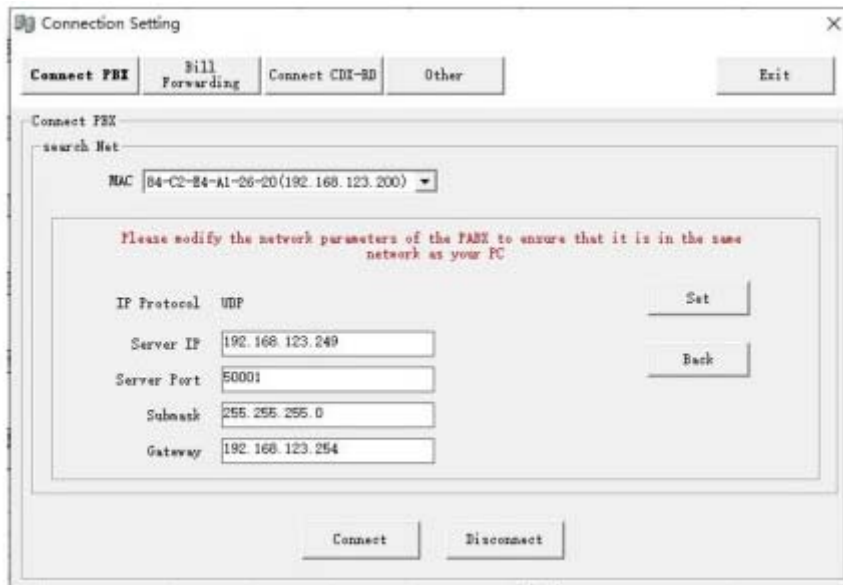 Connection Setting
Connect PBX
Bill
Forwarding
Connect CDX-BD
Other
Exit
Connect PBX
search Net
MAC 84-C2-E4-A1-26-20(192.168.123.200)
Please modify the network parameters of the PABX to ensure that it is in the same
network as your PC
IP Protocol UDP
Set
Server IP 192.168.123.249
Back
Server Port 50001
Submask 255.255.255.0
Gateway 192.168.123.254
Connect
Disconnect